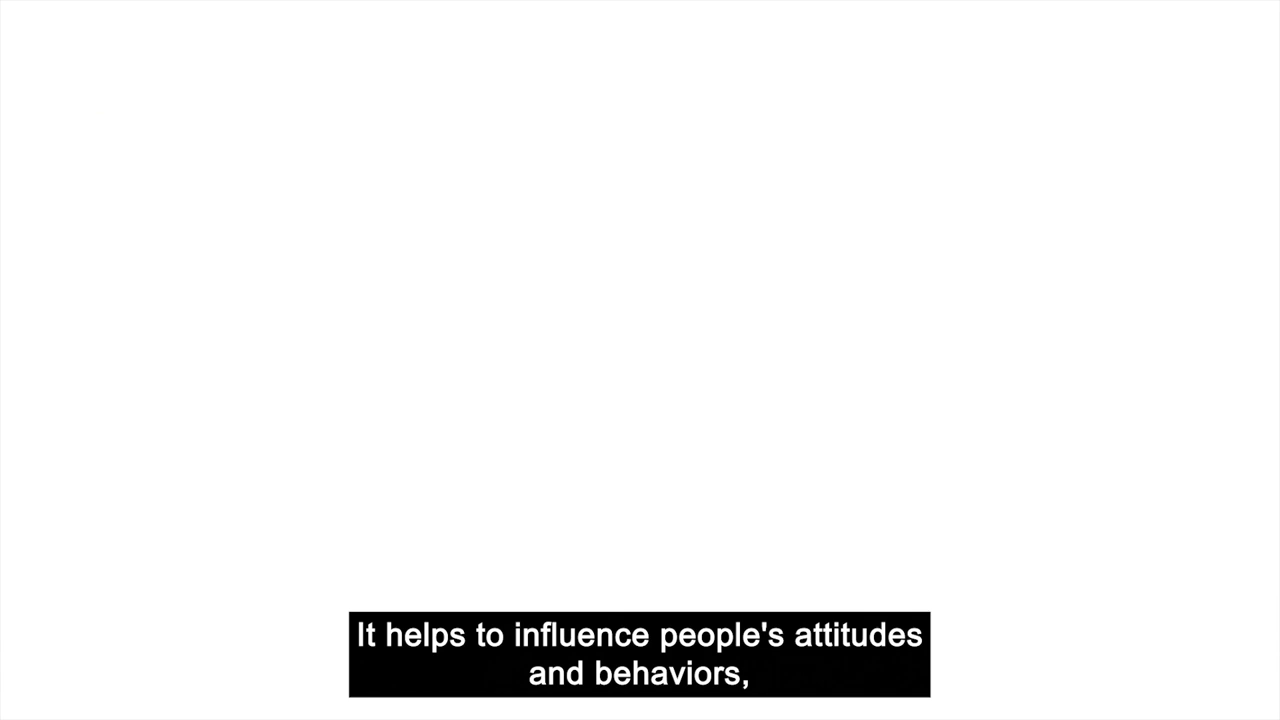 It helps to influence people's attitudes
and behaviors,